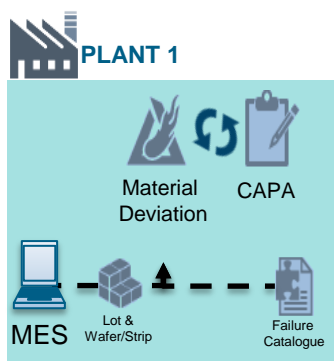 PLANT 1
Material
Deviation
CAPA
MES
Lot &
Wafer/Strip
Failure
Catalogue